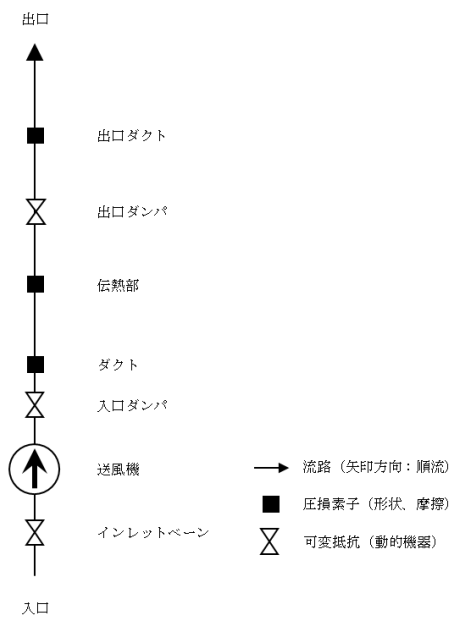 出口
出口ダクト
出口ダンパ
伝熱部
ダクト
入口ダンパ
送風機
インレットベーン
入口
流路（矢印方向：順流）
圧損素子（形状、摩擦）
可変抵抗（動的機器）